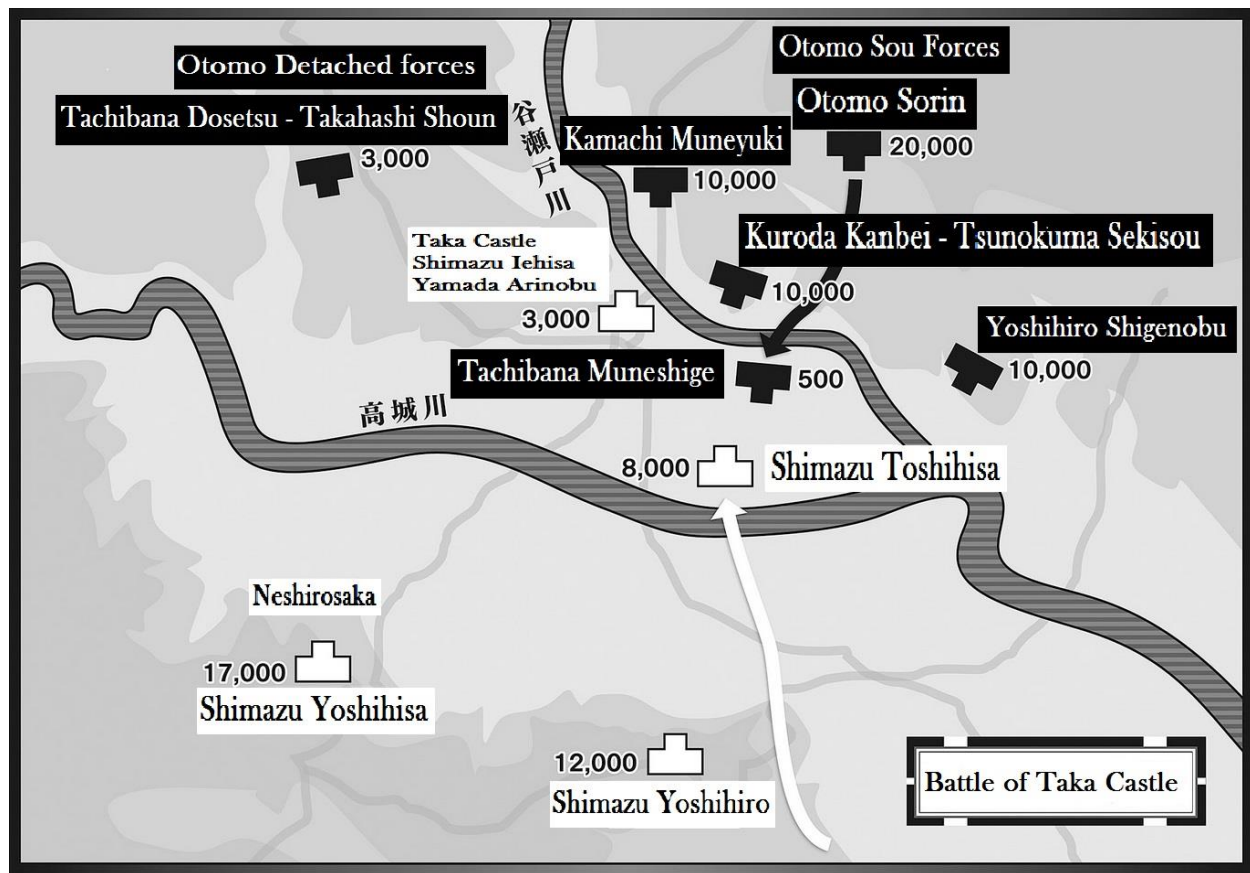 Otomo Detached forces
Tachibana Dosetsu - Takahashi Shoun
3,000
谷瀬戸川
Kamachi Muneyuki
10,000
Otomo Sou Forces
Otomo Sorin
20,000
Taka Castle
Shimazu Iehisa
Yamada Arinobu
3,000
Kuroda Kanbei - Tsunokuma Sekisou
10,000
Yoshihiro Shigenobu
10,000
Tachibana Muneshige
500
高城川
8,000
Shimazu Toshihisa
Neshirosaka
17,000
Shimazu Yoshihisa
12,000
Shimazu Yoshihiro
Battle of Taka Castle